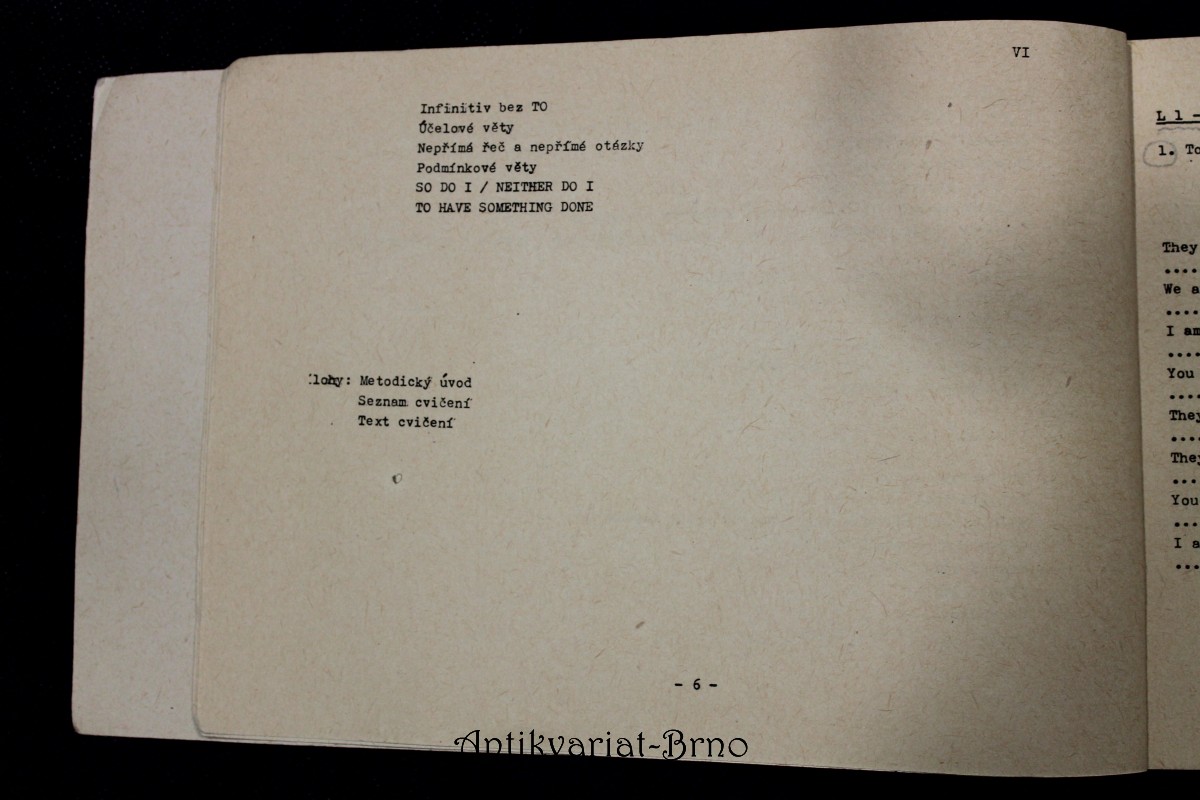 VI
Infinitiv bez TO
Účelové věty
Nepřímá řeč a nepřímé otázky
Podmínkové věty
SO DO I / NEITHER DO I
TO HAVE SOMETHING DONE
Metodický úvod
Seznam cvičení
Text cvičení
- 6 -
L 1 -
1. To
They
....
We a
....
I am
....
You
....
They
....
They
...
You
...
I a
...
Antikvariat-Brno